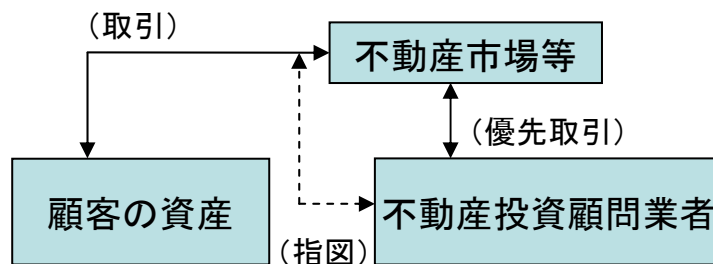 （取引）
不動産市場等
（優先取引）
顧客の資産
不動産投資顧問業者
（指図）